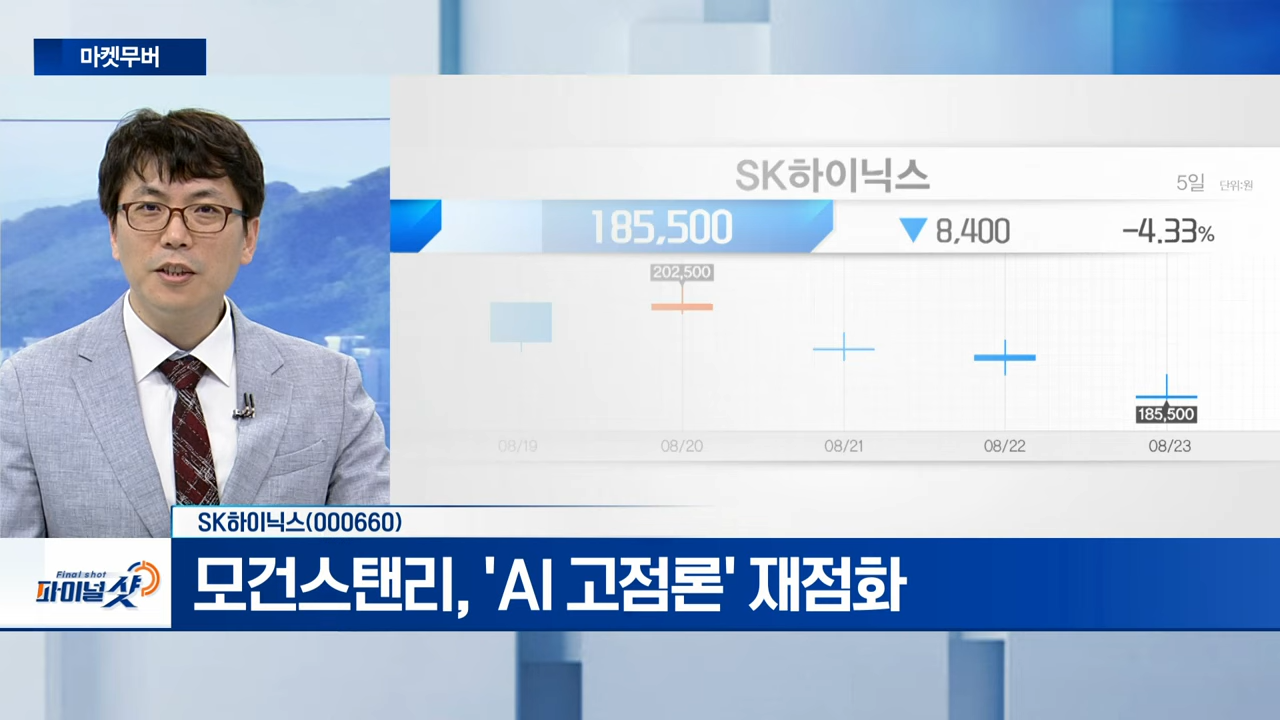 마켓무버
SK하이닉스
5일 단위:원
185,500 ▼ 8,400 -4.33%
202,500
185,500
08/19 08/20 08/21 08/22 08/23
SK하이닉스(000660)
Final shot
파이널샷
모건스탠리, 'AI 고점론' 재점화